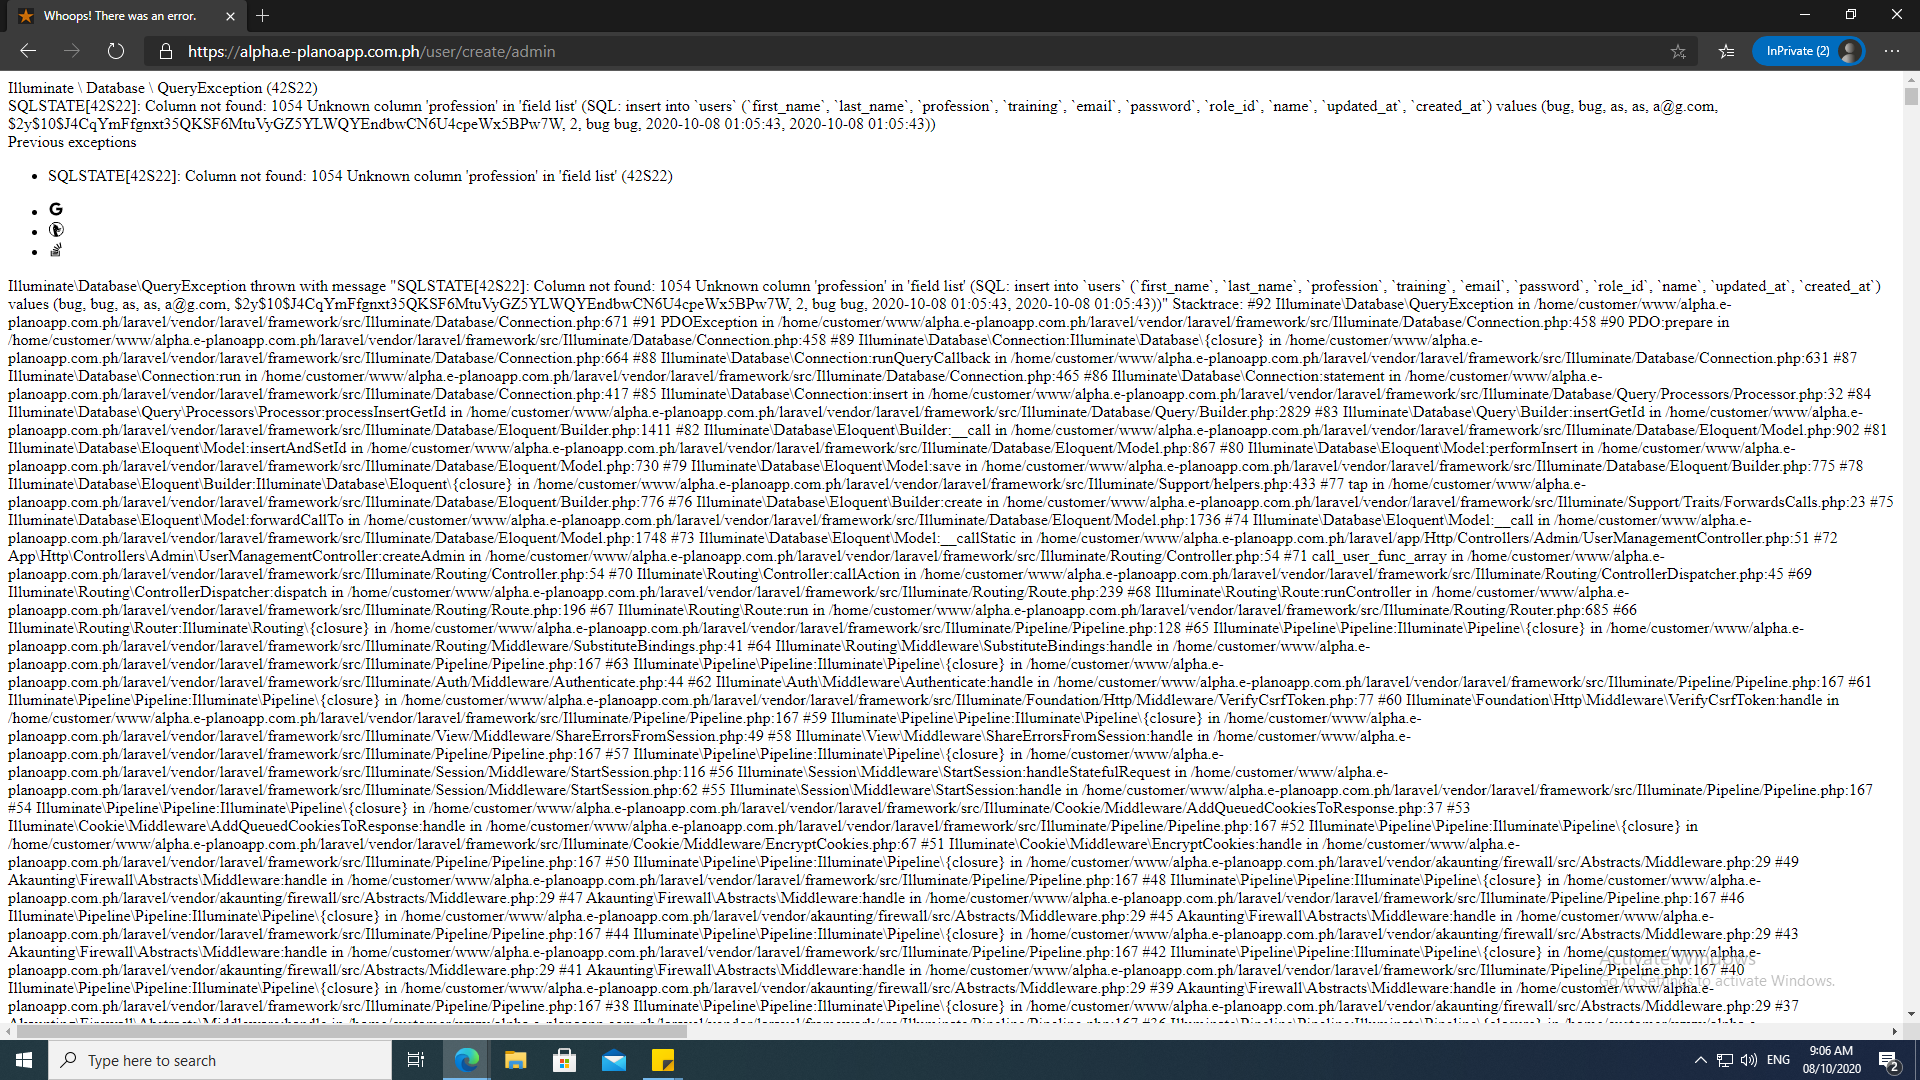 Whoops! There was an error.
https://alpha.e-planoapp.com.ph/user/create/admin
InPrivate (2)
Illuminate \ Database \ QueryException (42S22)
SQLSTATE[42S22]: Column not found: 1054 Unknown column 'profession' in 'field list' (SQL: insert into `users` (`first_name`, `last_name`, `profession`, `training`, `email`, `password`, `role_id`, `name`, `updated_at`, `created_at`) values (bug, bug, as, as, a@g.com,
$2y$10$J4CqYmFfgnxt35QKSF6MtuVyGZ5YLWQYEndbwCN6U4cpeWx5BPw7W, 2, bug bug, 2020-10-08 01:05:43, 2020-10-08 01:05:43))
Previous exceptions
SQLSTATE[42S22]: Column not found: 1054 Unknown column 'profession' in 'field list' (42S22)
Illuminate\Database\QueryException thrown with message "SQLSTATE[42S22]: Column not found: 1054 Unknown column 'profession' in 'field list' (SQL: insert into `users` (`first_name`, `last_name`, `profession`, `training`, `email`, `password`, `role_id`, `name`, `updated_at`, `created_at`)
values (bug, bug, as, as, a@g.com, $2y$10$J4CqYmFfgnxt35QKSF6MtuVyGZ5YLWQYEndbwCN6U4cpeWx5BPw7W, 2, bug bug, 2020-10-08 01:05:43, 2020-10-08 01:05:43))" Stacktrace: #92 Illuminate\Database\QueryException in /home/customer/www/alpha.e-
planoapp.com.ph/laravel/vendor/laravel/framework/src/Illuminate/Database/Connection.php:671 #91 PDOException in /home/customer/www/alpha.e-planoapp.com.ph/laravel/vendor/laravel/framework/src/Illuminate/Database/Connection.php:458 #90 PDO:prepare in
/home/customer/www/alpha.e-planoapp.com.ph/laravel/vendor/laravel/framework/src/Illuminate/Database/Connection.php:458 #89 Illuminate\Database\Connection:Illuminate\Database\{closure} in /home/customer/www/alpha.e-
planoapp.com.ph/laravel/vendor/laravel/framework/src/Illuminate/Database/Connection.php:664 #88 Illuminate\Database\Connection:runQueryCallback in /home/customer/www/alpha.e-planoapp.com.ph/laravel/vendor/laravel/framework/src/Illuminate/Database/Connection.php:631 #87
Illuminate\Database\Connection:run in /home/customer/www/alpha.e-planoapp.com.ph/laravel/vendor/laravel/framework/src/Illuminate/Database/Connection.php:465 #86 Illuminate\Database\Connection:statement in /home/customer/www/alpha.e-
planoapp.com.ph/laravel/vendor/laravel/framework/src/Illuminate/Database/Connection.php:417 #85 Illuminate\Database\Connection:insert in /home/customer/www/alpha.e-planoapp.com.ph/laravel/vendor/laravel/framework/src/Illuminate/Database/Query/Processors/Processor.php:32 #84
Illuminate\Database\Query\Processors\Processor:processInsertGetId in /home/customer/www/alpha.e-planoapp.com.ph/laravel/vendor/laravel/framework/src/Illuminate/Database/Query/Builder.php:2829 #83 Illuminate\Database\Query\Builder:insertGetId in /home/customer/www/alpha.e-
planoapp.com.ph/laravel/vendor/laravel/framework/src/Illuminate/Database/Eloquent/Builder.php:1411 #82 Illuminate\Database\Eloquent\Builder:__call in /home/customer/www/alpha.e-planoapp.com.ph/laravel/vendor/laravel/framework/src/Illuminate/Database/Eloquent/Model.php:902 #81
Illuminate\Database\Eloquent\Model:insertAndSetId in /home/customer/www/alpha.e-planoapp.com.ph/laravel/vendor/laravel/framework/src/Illuminate/Database/Eloquent/Model.php:867 #80 Illuminate\Database\Eloquent\Model:performInsert in /home/customer/www/alpha.e-
planoapp.com.ph/laravel/vendor/laravel/framework/src/Illuminate/Database/Eloquent/Model.php:730 #79 Illuminate\Database\Eloquent\Model:save in /home/customer/www/alpha.e-planoapp.com.ph/laravel/vendor/laravel/framework/src/Illuminate/Database/Eloquent/Builder.php:775 #78
Illuminate\Database\Eloquent\Builder:Illuminate\Database\Eloquent\{closure} in /home/customer/www/alpha.e-planoapp.com.ph/laravel/vendor/laravel/framework/src/Illuminate/Support/helpers.php:433 #77 tap in /home/customer/www/alpha.e-
planoapp.com.ph/laravel/vendor/laravel/framework/src/Illuminate/Database/Eloquent/Builder.php:776 #76 Illuminate\Database\Eloquent\Builder:create in /home/customer/www/alpha.e-planoapp.com.ph/laravel/vendor/laravel/framework/src/Illuminate/Support/Traits/ForwardsCalls.php:23 #75
Illuminate\Database\Eloquent\Model:forwardCallTo in /home/customer/www/alpha.e-planoapp.com.ph/laravel/vendor/laravel/framework/src/Illuminate/Database/Eloquent/Model.php:1736 #74 Illuminate\Database\Eloquent\Model:__call in /home/customer/www/alpha.e-
planoapp.com.ph/laravel/vendor/laravel/framework/src/Illuminate/Database/Eloquent/Model.php:1748 #73 Illuminate\Database\Eloquent\Model:__callStatic in /home/customer/www/alpha.e-planoapp.com.ph/laravel/app/Http/Controllers/Admin/UserManagementController.php:51 #72
App\Http\Controllers\Admin\UserManagementController:createAdmin in /home/customer/www/alpha.e-planoapp.com.ph/laravel/vendor/laravel/framework/src/Illuminate/Routing/Controller.php:54 #71 call_user_func_array in /home/customer/www/alpha.e-
planoapp.com.ph/laravel/vendor/laravel/framework/src/Illuminate/Routing/Controller.php:54 #70 Illuminate\Routing\Controller:callAction in /home/customer/www/alpha.e-planoapp.com.ph/laravel/vendor/laravel/framework/src/Illuminate/Routing/ControllerDispatcher.php:45 #69
Illuminate\Routing\ControllerDispatcher:dispatch in /home/customer/www/alpha.e-planoapp.com.ph/laravel/vendor/laravel/framework/src/Illuminate/Routing/Route.php:239 #68 Illuminate\Routing\Route:runController in /home/customer/www/alpha.e-
planoapp.com.ph/laravel/vendor/laravel/framework/src/Illuminate/Routing/Route.php:196 #67 Illuminate\Routing\Route:run in /home/customer/www/alpha.e-planoapp.com.ph/laravel/vendor/laravel/framework/src/Illuminate/Routing/Router.php:685 #66
Illuminate\Routing\Router:Illuminate\Routing\{closure} in /home/customer/www/alpha.e-planoapp.com.ph/laravel/vendor/laravel/framework/src/Illuminate/Pipeline/Pipeline.php:128 #65 Illuminate\Pipeline\Pipeline:Illuminate\Pipeline\{closure} in /home/customer/www/alpha.e-
planoapp.com.ph/laravel/vendor/laravel/framework/src/Illuminate/Routing/Middleware/SubstituteBindings.php:41 #64 Illuminate\Routing\Middleware\SubstituteBindings:handle in /home/customer/www/alpha.e-
planoapp.com.ph/laravel/vendor/laravel/framework/src/Illuminate/Pipeline/Pipeline.php:167 #63 Illuminate\Pipeline\Pipeline:Illuminate\Pipeline\{closure} in /home/customer/www/alpha.e-
planoapp.com.ph/laravel/vendor/laravel/framework/src/Illuminate/Auth/Middleware/Authenticate.php:44 #62 Illuminate\Auth\Middleware\Authenticate:handle in /home/customer/www/alpha.e-planoapp.com.ph/laravel/vendor/laravel/framework/src/Illuminate/Pipeline/Pipeline.php:167 #61
Illuminate\Pipeline\Pipeline:Illuminate\Pipeline\{closure} in /home/customer/www/alpha.e-planoapp.com.ph/laravel/vendor/laravel/framework/src/Illuminate/Foundation/Http/Middleware/VerifyCsrfToken.php:77 #60 Illuminate\Foundation\Http\Middleware\VerifyCsrfToken:handle in
/home/customer/www/alpha.e-planoapp.com.ph/laravel/vendor/laravel/framework/src/Illuminate/Pipeline/Pipeline.php:167 #59 Illuminate\Pipeline\Pipeline:Illuminate\Pipeline\{closure} in /home/customer/www/alpha.e-
planoapp.com.ph/laravel/vendor/laravel/framework/src/Illuminate/View/Middleware/ShareErrorsFromSession.php:49 #58 Illuminate\View\Middleware\ShareErrorsFromSession:handle in /home/customer/www/alpha.e-
planoapp.com.ph/laravel/vendor/laravel/framework/src/Illuminate/Pipeline/Pipeline.php:167 #57 Illuminate\Pipeline\Pipeline:Illuminate\Pipeline\{closure} in /home/customer/www/alpha.e-
planoapp.com.ph/laravel/vendor/laravel/framework/src/Illuminate/Session/Middleware/StartSession.php:116 #56 Illuminate\Session\Middleware\StartSession:handleStatefulRequest in /home/customer/www/alpha.e-
planoapp.com.ph/laravel/vendor/laravel/framework/src/Illuminate/Session/Middleware/StartSession.php:62 #55 Illuminate\Session\Middleware\StartSession:handle in /home/customer/www/alpha.e-planoapp.com.ph/laravel/vendor/laravel/framework/src/Illuminate/Pipeline/Pipeline.php:167
#54 Illuminate\Pipeline\Pipeline:Illuminate\Pipeline\{closure} in /home/customer/www/alpha.e-planoapp.com.ph/laravel/vendor/laravel/framework/src/Illuminate/Cookie/Middleware/AddQueuedCookiesToResponse.php:37 #53
Illuminate\Cookie\Middleware\AddQueuedCookiesToResponse:handle in /home/customer/www/alpha.e-planoapp.com.ph/laravel/vendor/laravel/framework/src/Illuminate/Pipeline/Pipeline.php:167 #52 Illuminate\Pipeline\Pipeline:Illuminate\Pipeline\{closure} in
/home/customer/www/alpha.e-planoapp.com.ph/laravel/vendor/laravel/framework/src/Illuminate/Cookie/Middleware/EncryptCookies.php:67 #51 Illuminate\Cookie\Middleware\EncryptCookies:handle in /home/customer/www/alpha.e-
planoapp.com.ph/laravel/vendor/laravel/framework/src/Illuminate/Pipeline/Pipeline.php:167 #50 Illuminate\Pipeline\Pipeline:Illuminate\Pipeline\{closure} in /home/customer/www/alpha.e-planoapp.com.ph/laravel/vendor/akaunting/firewall/src/Abstracts/Middleware.php:29 #49
Akaunting\Firewall\Abstracts\Middleware:handle in /home/customer/www/alpha.e-planoapp.com.ph/laravel/vendor/laravel/framework/src/Illuminate/Pipeline/Pipeline.php:167 #48 Illuminate\Pipeline\Pipeline:Illuminate\Pipeline\{closure} in /home/customer/www/alpha.e-
planoapp.com.ph/laravel/vendor/akaunting/firewall/src/Abstracts/Middleware.php:29 #47 Akaunting\Firewall\Abstracts\Middleware:handle in /home/customer/www/alpha.e-planoapp.com.ph/laravel/vendor/laravel/framework/src/Illuminate/Pipeline/Pipeline.php:167 #46
Illuminate\Pipeline\Pipeline:Illuminate\Pipeline\{closure} in /home/customer/www/alpha.e-planoapp.com.ph/laravel/vendor/akaunting/firewall/src/Abstracts/Middleware.php:29 #45 Akaunting\Firewall\Abstracts\Middleware:handle in /home/customer/www/alpha.e-
planoapp.com.ph/laravel/vendor/laravel/framework/src/Illuminate/Pipeline/Pipeline.php:167 #44 Illuminate\Pipeline\Pipeline:Illuminate\Pipeline\{closure} in /home/customer/www/alpha.e-planoapp.com.ph/laravel/vendor/akaunting/firewall/src/Abstracts/Middleware.php:29 #43
Akaunting\Firewall\Abstracts\Middleware:handle in /home/customer/www/alpha.e-planoapp.com.ph/laravel/vendor/laravel/framework/src/Illuminate/Pipeline/Pipeline.php:167 #42 Illuminate\Pipeline\Pipeline:Illuminate\Pipeline\{closure} in /home/customer/www/alpha.e-
planoapp.com.ph/laravel/vendor/akaunting/firewall/src/Abstracts/Middleware.php:29 #41 Akaunting\Firewall\Abstracts\Middleware:handle in /home/customer/www/alpha.e-planoapp.com.ph/laravel/vendor/laravel/framework/src/Illuminate/Pipeline/Pipeline.php:167 #40
Illuminate\Pipeline\Pipeline:Illuminate\Pipeline\{closure} in /home/customer/www/alpha.e-planoapp.com.ph/laravel/vendor/akaunting/firewall/src/Abstracts/Middleware.php:29 #39 Akaunting\Firewall\Abstracts\Middleware:handle in /home/customer/www/alpha.e-
planoapp.com.ph/laravel/vendor/laravel/framework/src/Illuminate/Pipeline/Pipeline.php:167 #38 Illuminate\Pipeline\Pipeline:Illuminate\Pipeline\{closure} in /home/customer/www/alpha.e-planoapp.com.ph/laravel/vendor/akaunting/firewall/src/Abstracts/Middleware.php:29 #37
Activate Windows
Go to Settings to activate Windows.
Type here to search
ENG
9:06 AM
08/10/2020
2